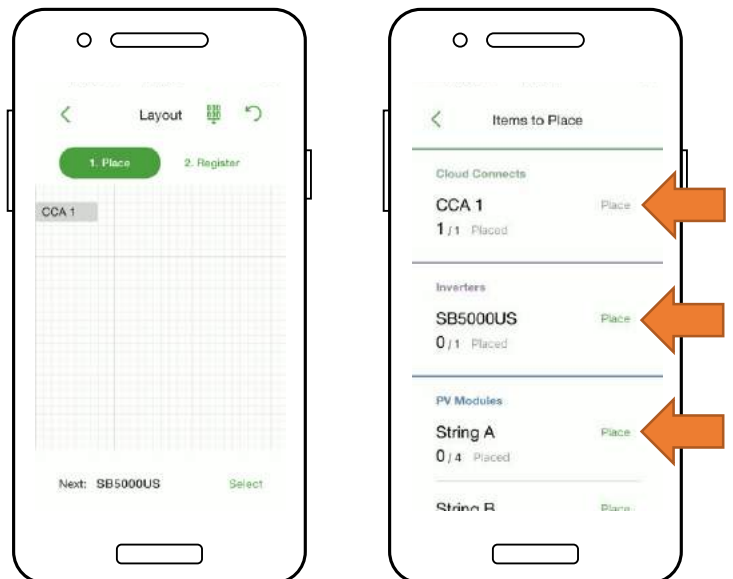 Layout
1. Place
2. Register
CCA 1
Next: SB5000US
Select
Items to Place
Cloud Connects
CCA 1
Place
1 / 1 Placed
Inverters
SB5000US
Place
0 / 1 Placed
PV Modules
String A
Place
0 / 4 Placed
String B
Place